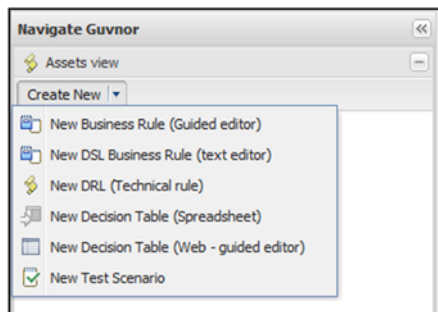 Navigate Guvnor
Assets view
Create New
New Business Rule (Guided editor)
New DSL Business Rule (text editor)
New DRL (Technical rule)
New Decision Table (Spreadsheet)
New Decision Table (Web - guided editor)
New Test Scenario